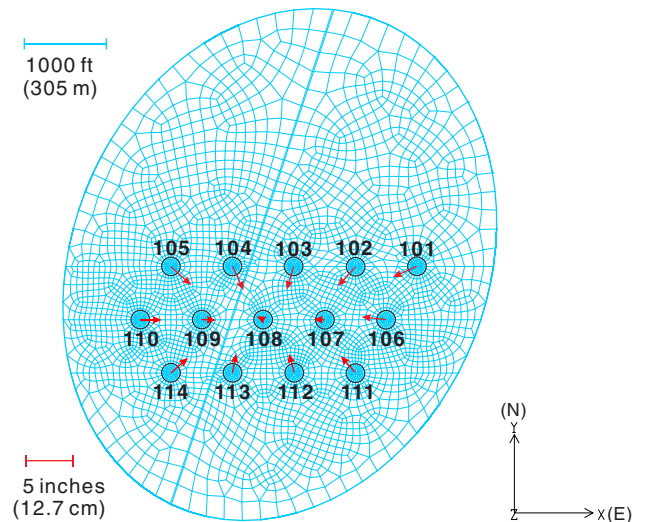 1000 ft
(305 m)
105 104 103 102 101
110 109 108 107 106
114 113 112 111
5 inches
(12.7 cm)
(N)
Y
Z X(E)